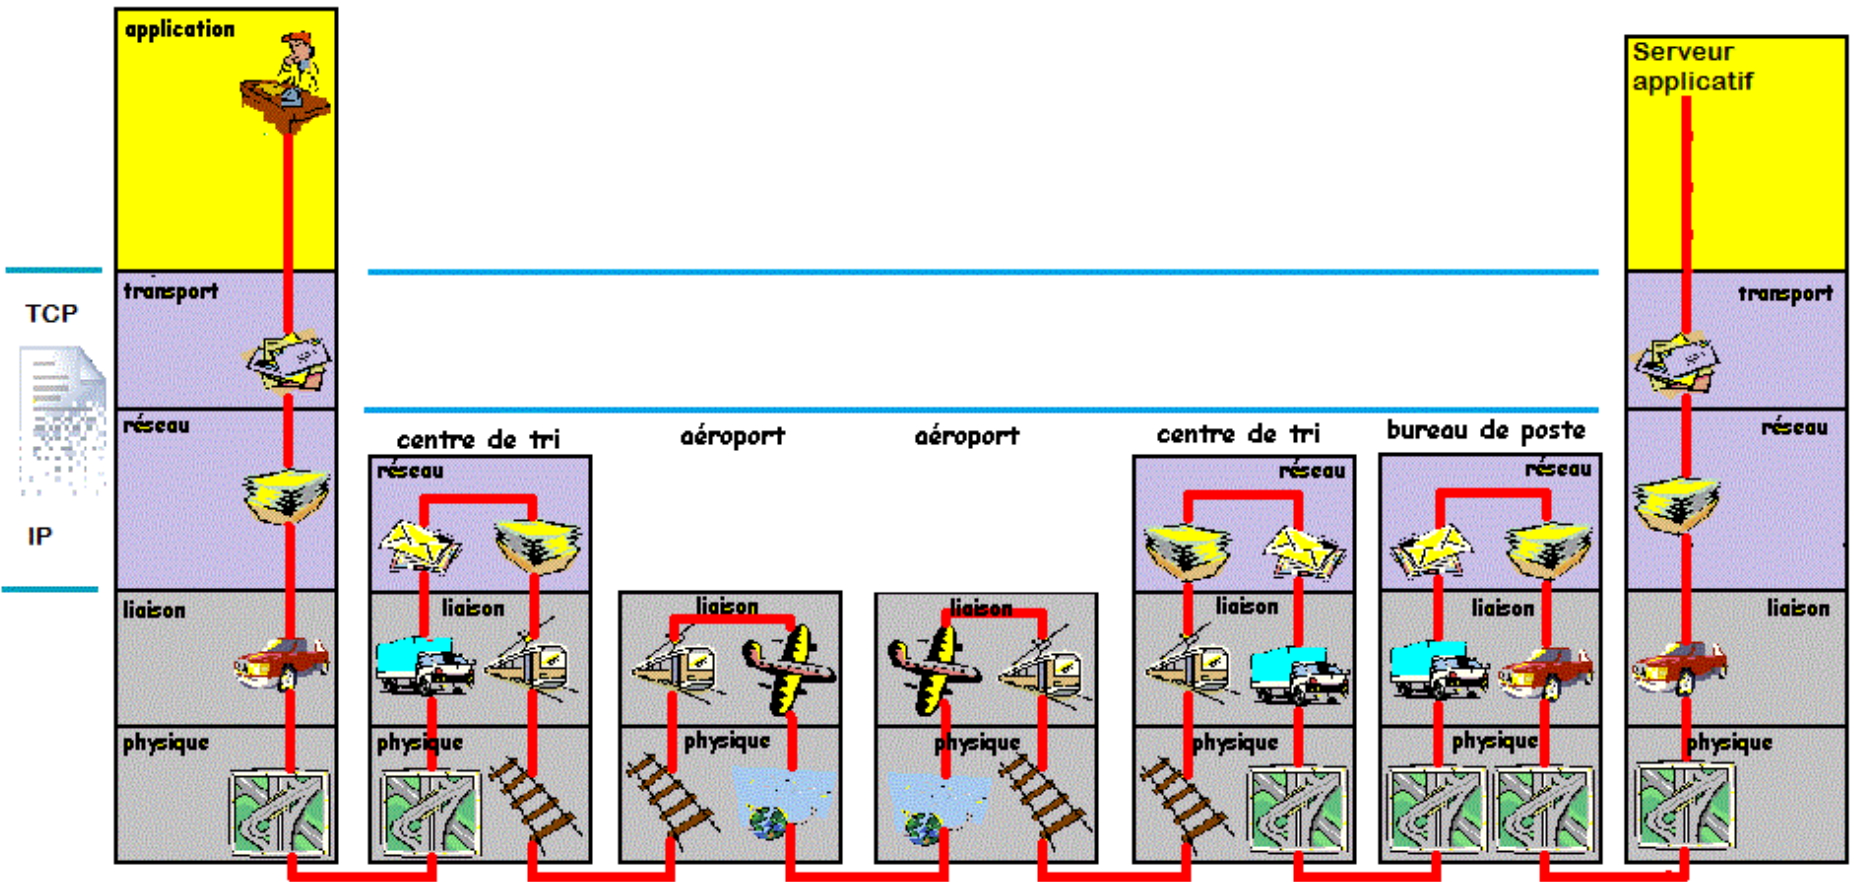 application
Serveur
applicatif
transport
transport
TCP
réseau
réseau
centre de tri
aéroport
aéroport
centre de tri
bureau de poste
réseau
réseau
réseau
IP
liaison
liaison
liaison
liaison
liaison
liaison
liaison
physique
physique
physique
physique
physique
physique
physique